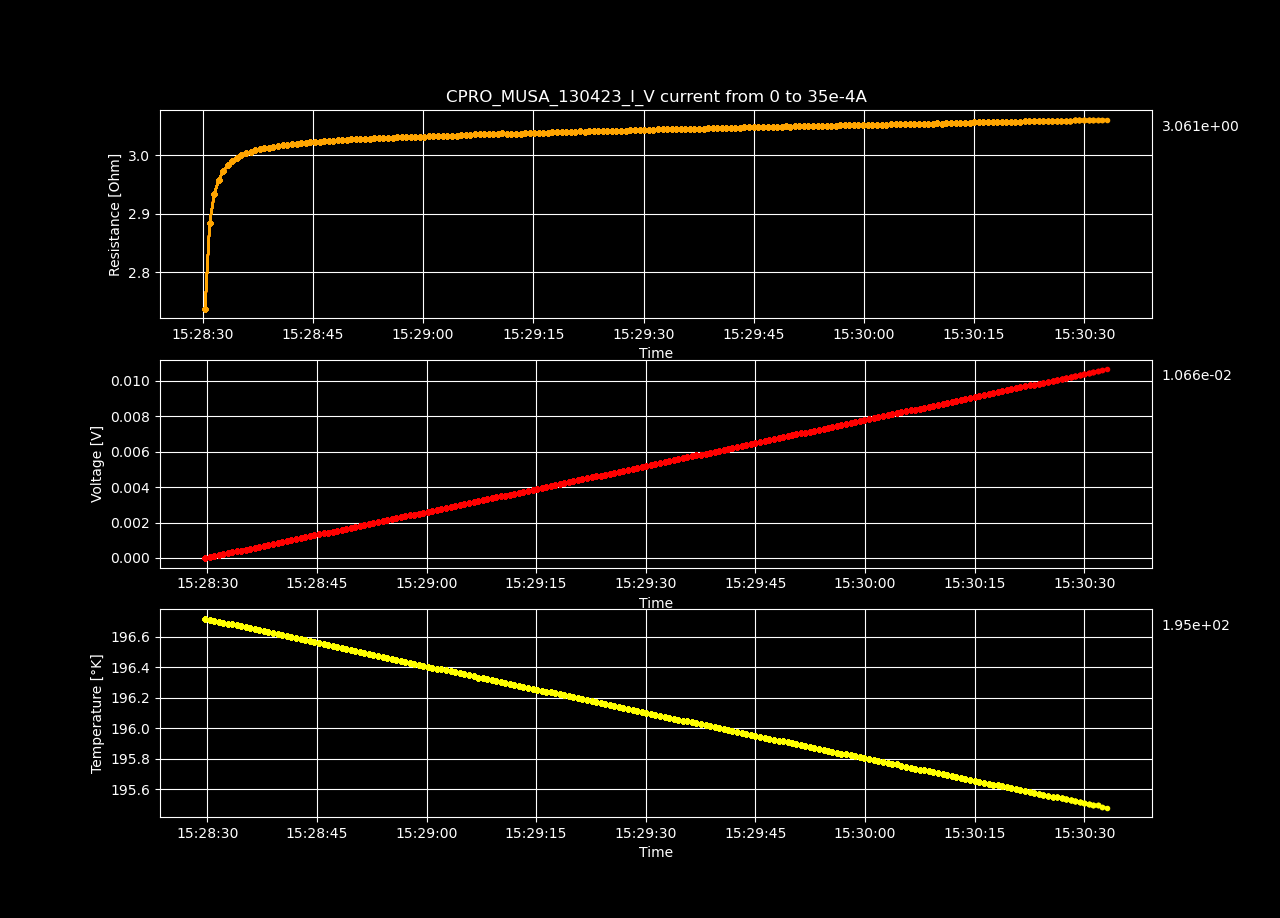 CPRO_MUSA_130423_I_V current from 0 to 35e-4A
3.061e+00
Resistance [Ohm]
3.0
2.9
2.8
15:28:30 15:28:45 15:29:00 15:29:15 15:29:30 15:29:45 15:30:00 15:30:15 15:30:30
Time
1.066e-02
Voltage [V]
0.010
0.008
0.006
0.004
0.002
0.000
15:28:30 15:28:45 15:29:00 15:29:15 15:29:30 15:29:45 15:30:00 15:30:15 15:30:30
Time
1.95e+02
Temperature [°K]
196.6
196.4
196.2
196.0
195.8
195.6
15:28:30 15:28:45 15:29:00 15:29:15 15:29:30 15:29:45 15:30:00 15:30:15 15:30:30
Time